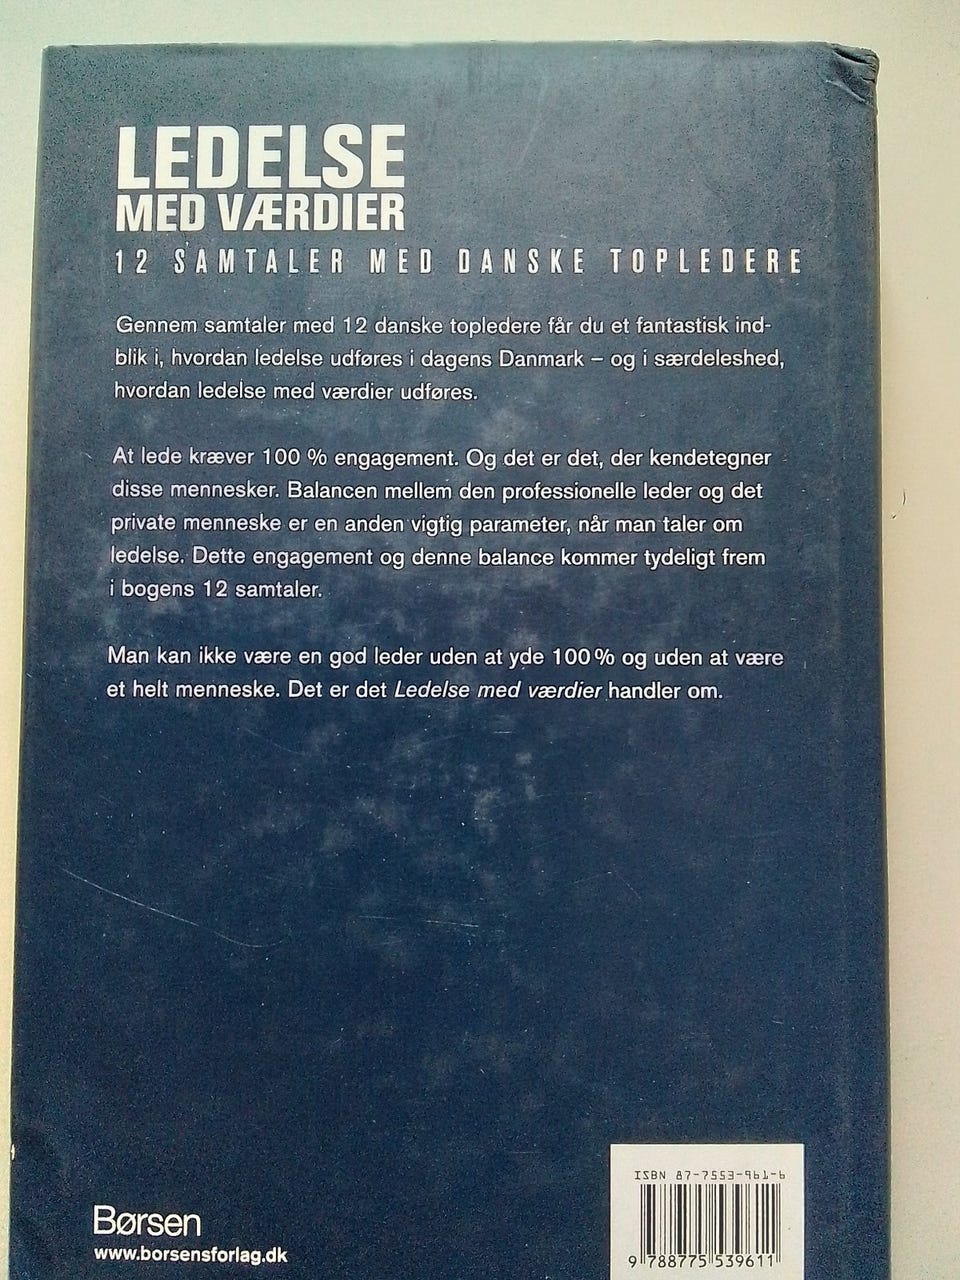 LEDELSE
MED VÆRDIER
12 SAMTALER MED DANSKE TOPLEDERE
Gennem samtaler med 12 danske topledere får du et fantastisk ind-
blik i, hvordan ledelse udføres i dagens Danmark – og i særdeleshed,
hvordan ledelse med værdier udføres.
At lede kræver 100 % engagement. Og det er det, der kendetegner
disse mennesker. Balancen mellem den professionelle leder og det
private menneske er en anden vigtig parameter, når man taler om
ledelse. Dette engagement og denne balance kommer tydeligt frem
i bogens 12 samtaler.
Man kan ikke være en god leder uden at yde 100 % og uden at være
et helt menneske. Det er det Ledelse med værdier handler om.
ISBN 87-7553-961-6
Børsen
www.borsensforlag.dk
9 788775 539611